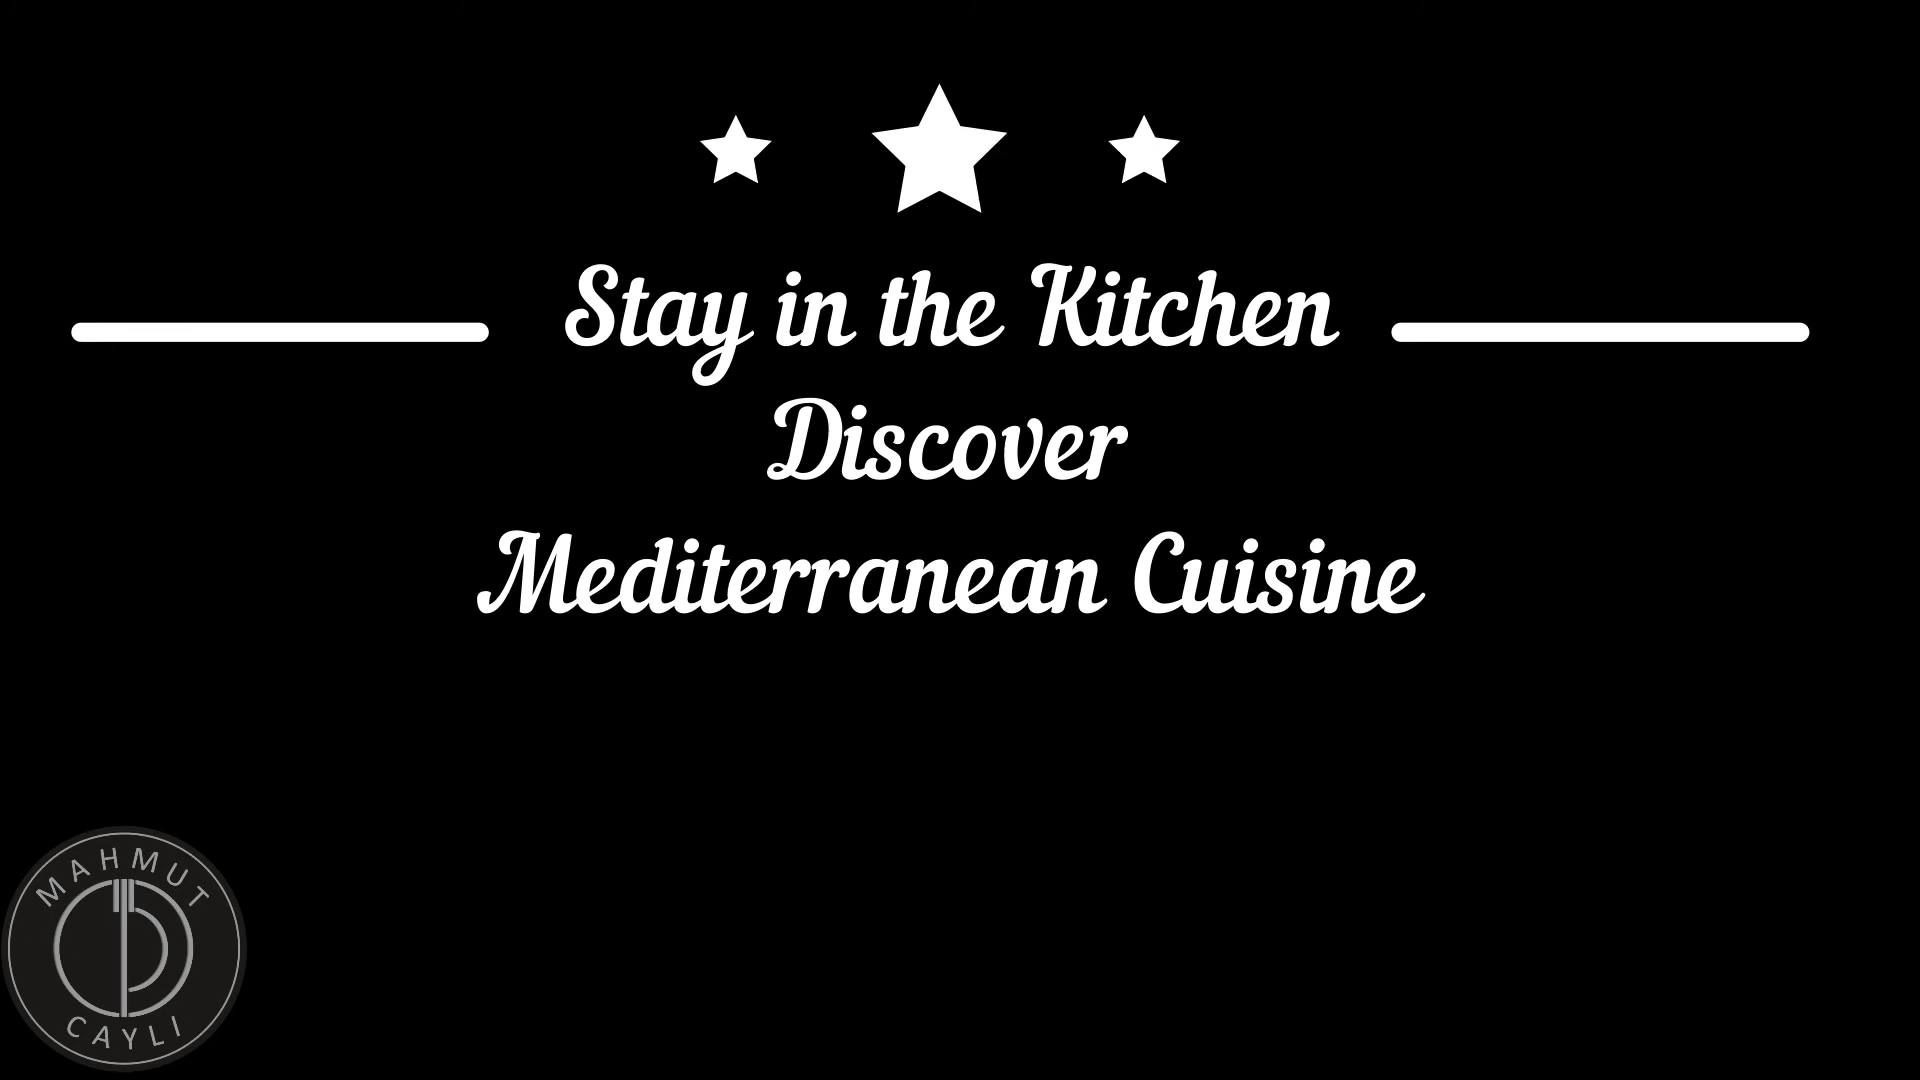 Stay in the Kitchen
Discover
Mediterranean Cuisine
MAHMUT
CAYLI